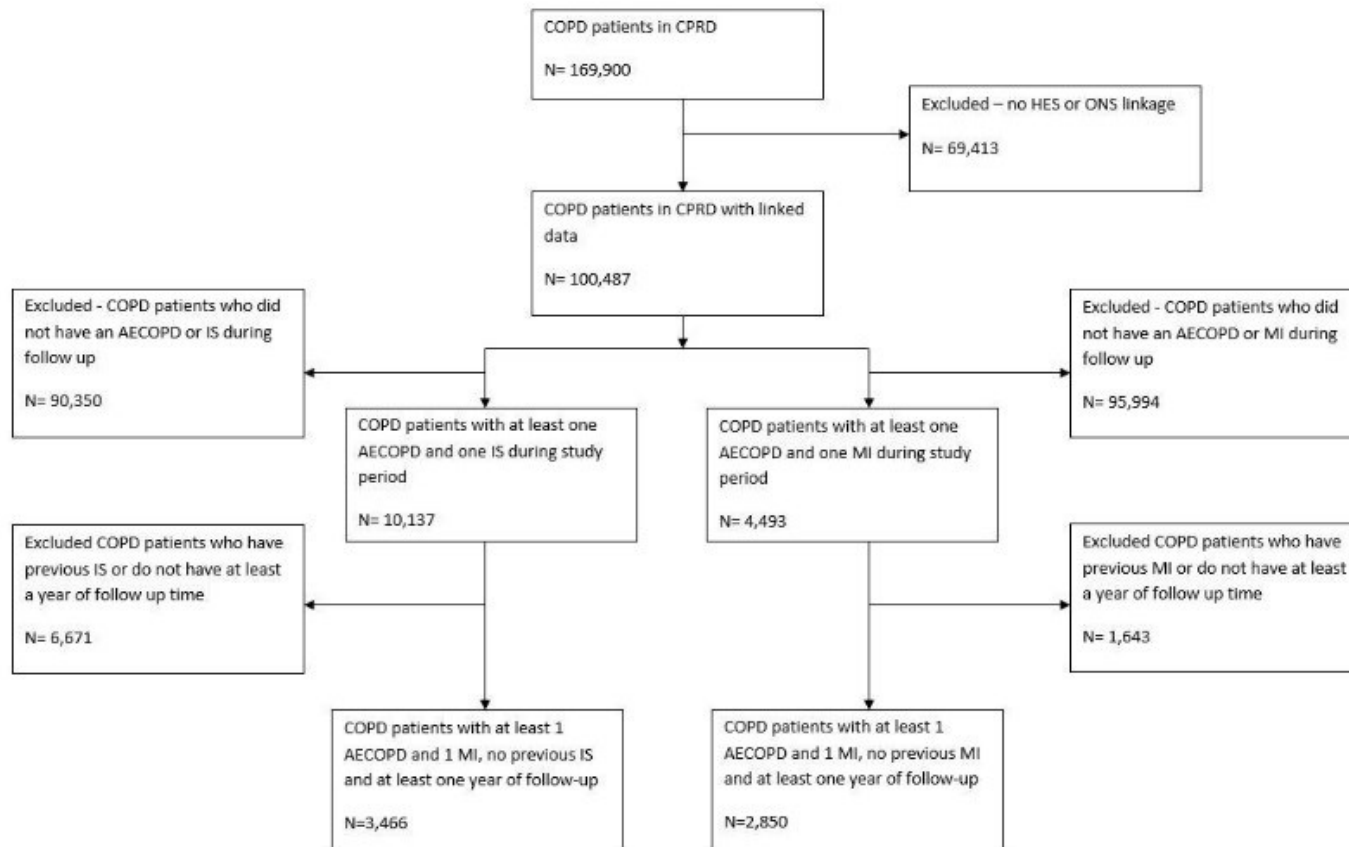 COPD patients in CPRD
N= 169,900
Excluded – no HES or ONS linkage
N= 69,413
COPD patients in CPRD with linked
data
N= 100,487
Excluded - COPD patients who did
not have an AECOPD or IS during
follow up
N= 90,350
Excluded - COPD patients who did
not have an AECOPD or MI during
follow up
N= 95,994
COPD patients with at least one
AECOPD and one IS during study
period
N= 10,137
COPD patients with at least one
AECOPD and one MI during study
period
N= 4,493
Excluded COPD patients who have
previous IS or do not have at least
a year of follow up time
N= 6,671
Excluded COPD patients who have
previous MI or do not have at least
a year of follow up time
N= 1,643
COPD patients with at least 1
AECOPD and 1 MI, no previous IS
and at least one year of follow-up
N=3,466
COPD patients with at least 1
AECOPD and 1 MI, no previous MI
and at least one year of follow-up
N=2,850